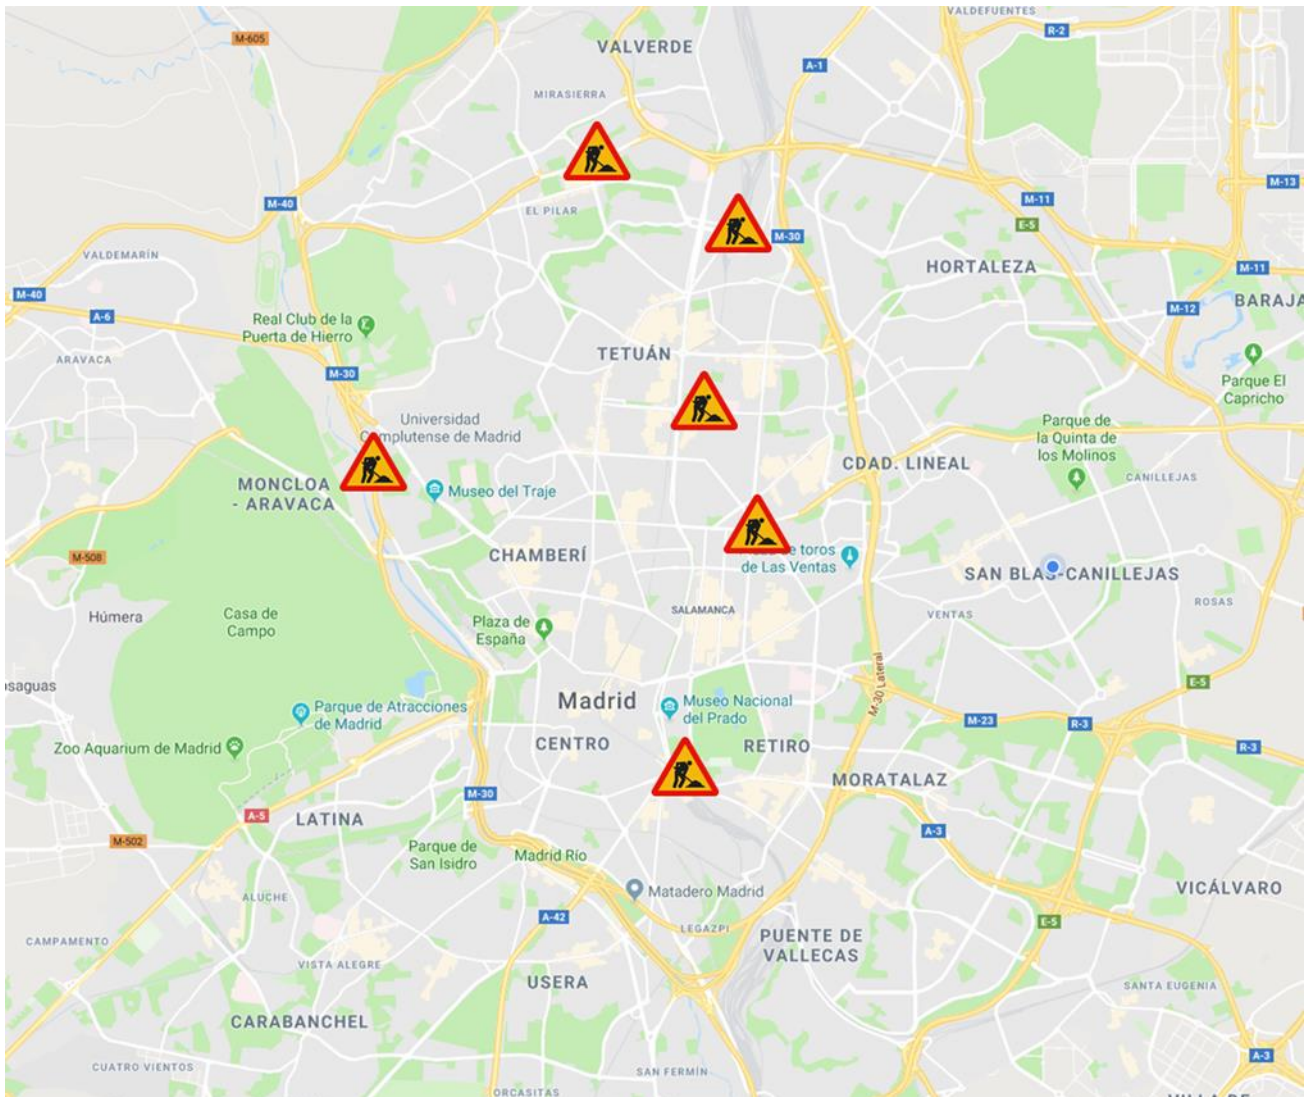 VALDEFUENTES
M-605
R-2
VALVERDE
A-1
MIRASIERRA
M-13
M-11
M-40
EL PILAR
E-5
M-30
VALDEMARÍN
HORTALEZA
M-11
M-40
BARAJA
M-12
A-6
Real Club de la
Puerta de Hierro
TETUÁN
ARAVACA
M-30
Parque El
Capricho
Universidad
Complutense de Madrid
Parque de
la Quinta de
los Molinos
CDAD. LINEAL
CANILLEJAS
MONCLOA
- ARAVACA
Museo del Traje
M-508
CHAMBERÍ
de toros
de Las Ventas
SAN BLAS-CANILLEJAS
ROSAS
Húmera
Casa de
Campo
SALAMANCA
VENTAS
Plaza de
España
osaguas
M-30 Lateral
E-5
Parque de Atracciones
de Madrid
Madrid
Museo Nacional
del Prado
M-23
R-3
R-3
Zoo Aquarium de Madrid
CENTRO
RETIRO
MORATALAZ
M-30
A-5
LATINA
A-3
M-502
Parque de
San Isidro
Madrid Río
Matadero Madrid
VICÁLVARO
ALUCHE
A-42
E-5
LEGAZPI
CAMPAMENTO
PUENTE DE
VALLECAS
VISTA ALEGRE
USERA
SANTA EUGENIA
CARABANCHEL
A-3
CUATRO VIENTOS
SAN FERMÍN
ORCASITAS
VILLA DE